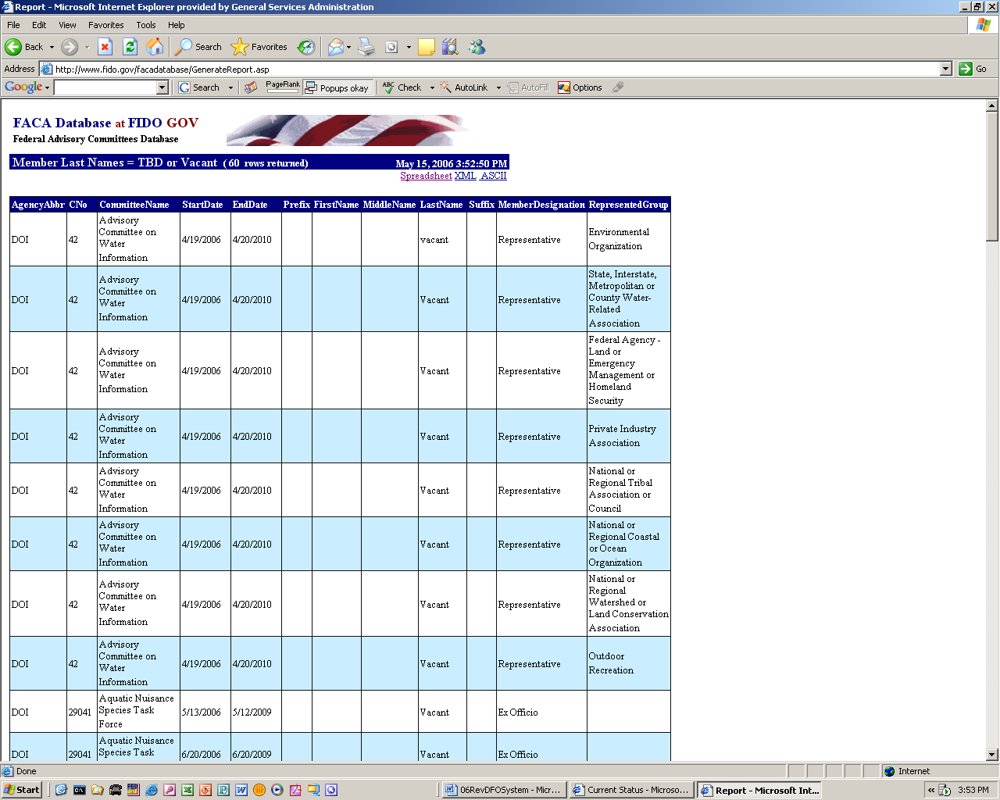 Report - Microsoft Internet Explorer provided by General Services Administration
File Edit View Favorites Tools Help
Back Search Favorites
Address http://www.fido.gov/facadatabase/GenerateReport.asp Go
Google Search PageRank Popups okay ABC Check AutoLink AutoFill Options
FACA Database at FIDO GOV
Federal Advisory Committees Database
Member Last Names = TBD or Vacant ( 60 rows returned) May 15, 2006 3:52:50 PM
Spreadsheet XML ASCII
AgencyAbbr CNo CommitteeName StartDate EndDate Prefix FirstName MiddleName LastName Suffix MemberDesignation RepresentedGroup
DOI 42 Advisory Committee on Water Information 4/19/2006 4/20/2010 vacant Representative Environmental Organization
DOI 42 Advisory Committee on Water Information 4/19/2006 4/20/2010 Vacant Representative State, Interstate, Metropolitan or County Water-Related Association
DOI 42 Advisory Committee on Water Information 4/19/2006 4/20/2010 Vacant Representative Federal Agency - Land or Emergency Management or Homeland Security
DOI 42 Advisory Committee on Water Information 4/19/2006 4/20/2010 Vacant Representative Private Industry Association
DOI 42 Advisory Committee on Water Information 4/19/2006 4/20/2010 Vacant Representative National or Regional Tribal Association or Council
DOI 42 Advisory Committee on Water Information 4/19/2006 4/20/2010 Vacant Representative National or Regional Coastal or Ocean Organization
DOI 42 Advisory Committee on Water Information 4/19/2006 4/20/2010 Vacant Representative National or Regional Watershed or Land Conservation Association
DOI 42 Advisory Committee on Water Information 4/19/2006 4/20/2010 Vacant Representative Outdoor Recreation
DOI 29041 Aquatic Nuisance Species Task Force 5/13/2006 5/12/2009 Vacant Ex Officio
DOI 29041 Aquatic Nuisance Species Task 6/20/2006 6/20/2009 Vacant Ex Officio
Done Internet
Start 06RevDFOSystem - Micr... Current Status - Microso... Report - Microsoft Int... « 3:53 PM